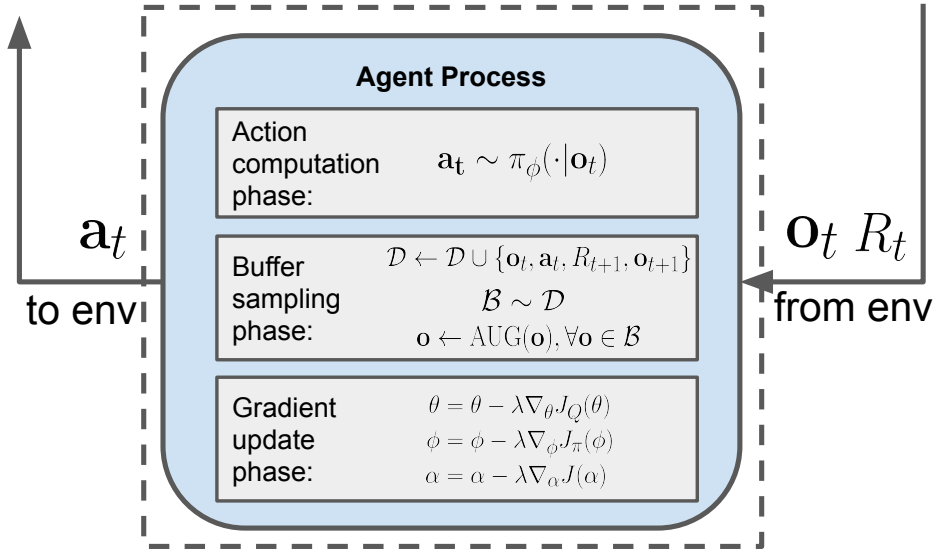 Agent Process
Action
computation
phase:
𝐚𝐭 ∼ π_ϕ(·|𝐨_t)
Buffer
sampling
phase:
𝒟 ← 𝒟 ∪ {𝐨_t, 𝐚_t, R_{t+1}, 𝐨_{t+1}}
ℬ ∼ 𝒟
𝐨 ← AUG(𝐨), ∀𝐨 ∈ ℬ
Gradient
update
phase:
θ = θ − λ∇_θ J_Q(θ)
ϕ = ϕ − λ∇_ϕ J_π(ϕ)
α = α − λ∇_α J(α)
𝐚_t
to env
𝐨_t R_t
from env